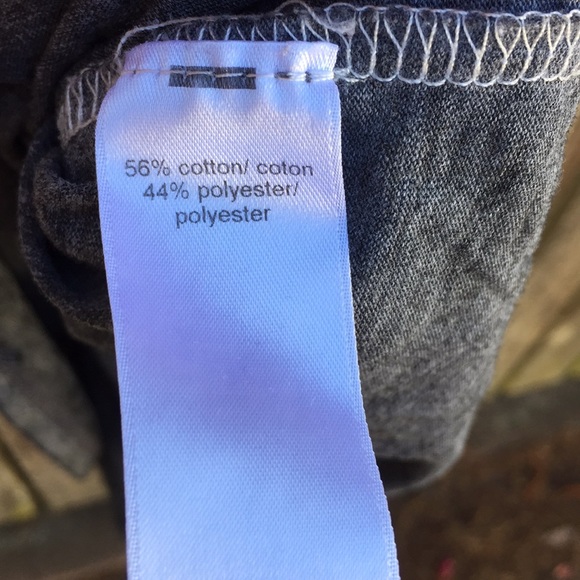 56% cotton/ coton
44% polyester/
polyester